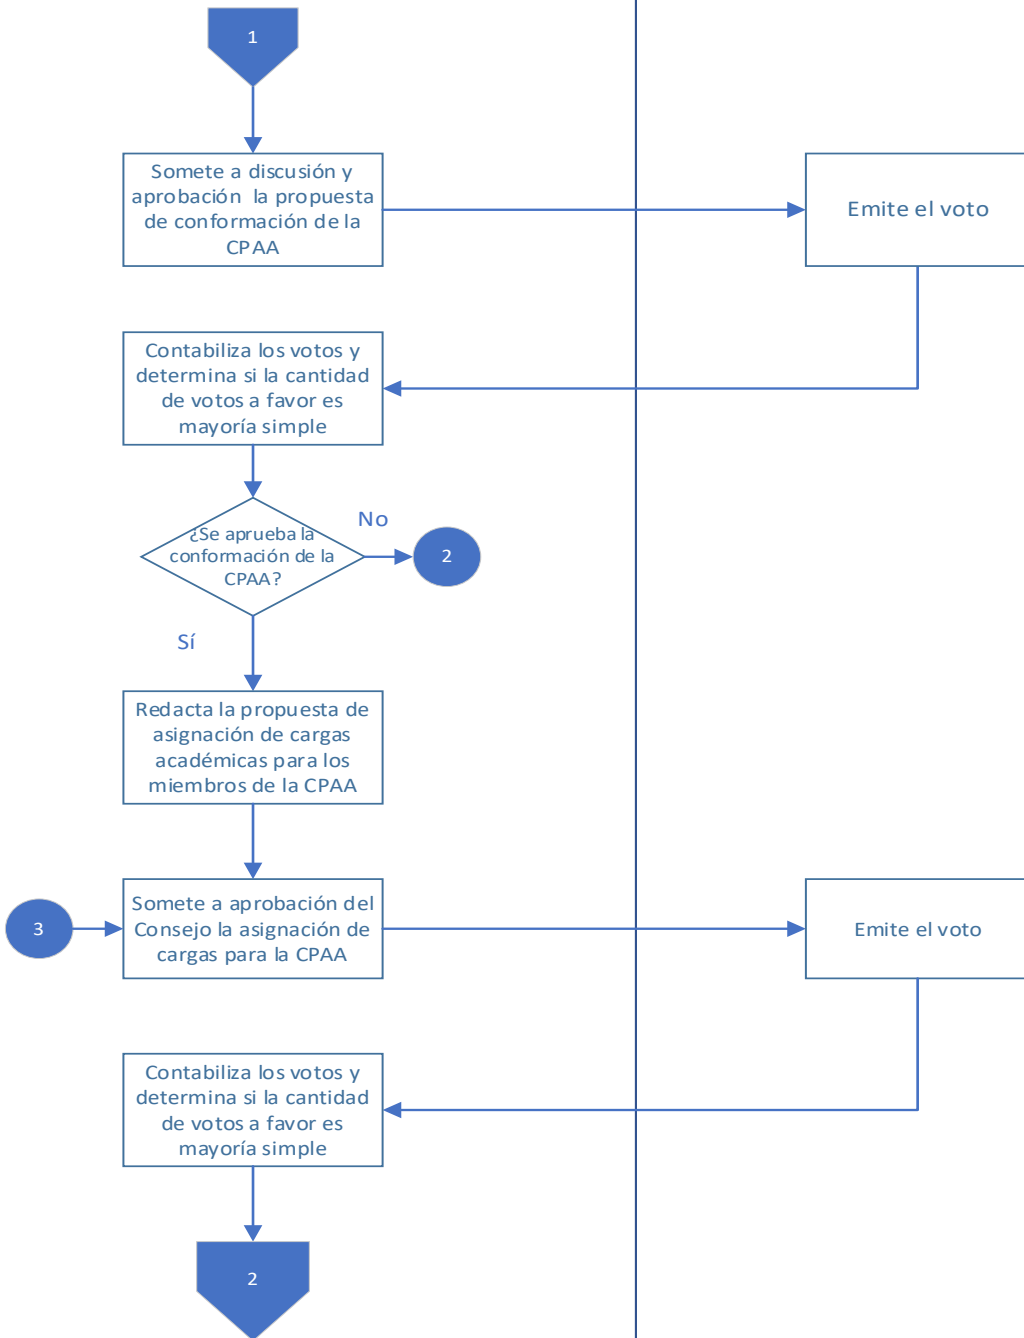 1
Somete a discusión y
aprobación la propuesta
de conformación de la
CPAA
Emite el voto
Contabiliza los votos y
determina si la cantidad
de votos a favor es
mayoría simple
¿Se aprueba la
conformación de la
CPAA?
No
2
Sí
Redacta la propuesta de
asignación de cargas
académicas para los
miembros de la CPAA
3
Somete a aprobación del
Consejo la asignación de
cargas para la CPAA
Emite el voto
Contabiliza los votos y
determina si la cantidad
de votos a favor es
mayoría simple
2